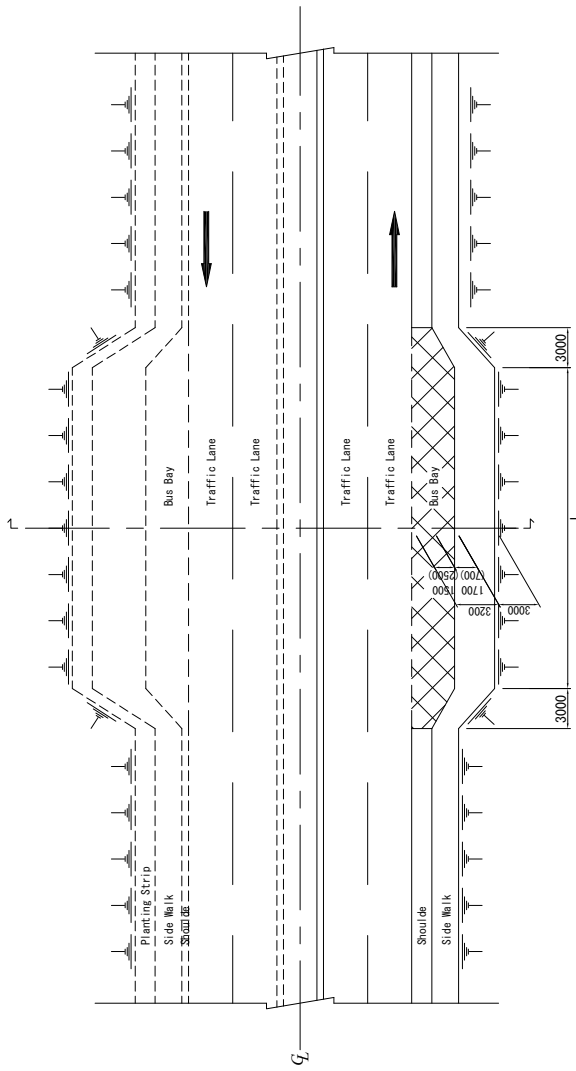 Planting Strip
Side Walk
Shoulde
Bus Bay
Traffic Lane
Traffic Lane
℄
Traffic Lane
Traffic Lane
Bus Bay
Shoulde
Side Walk
(700) (2500)
1700 1500
3200
3000
3000
L
3000